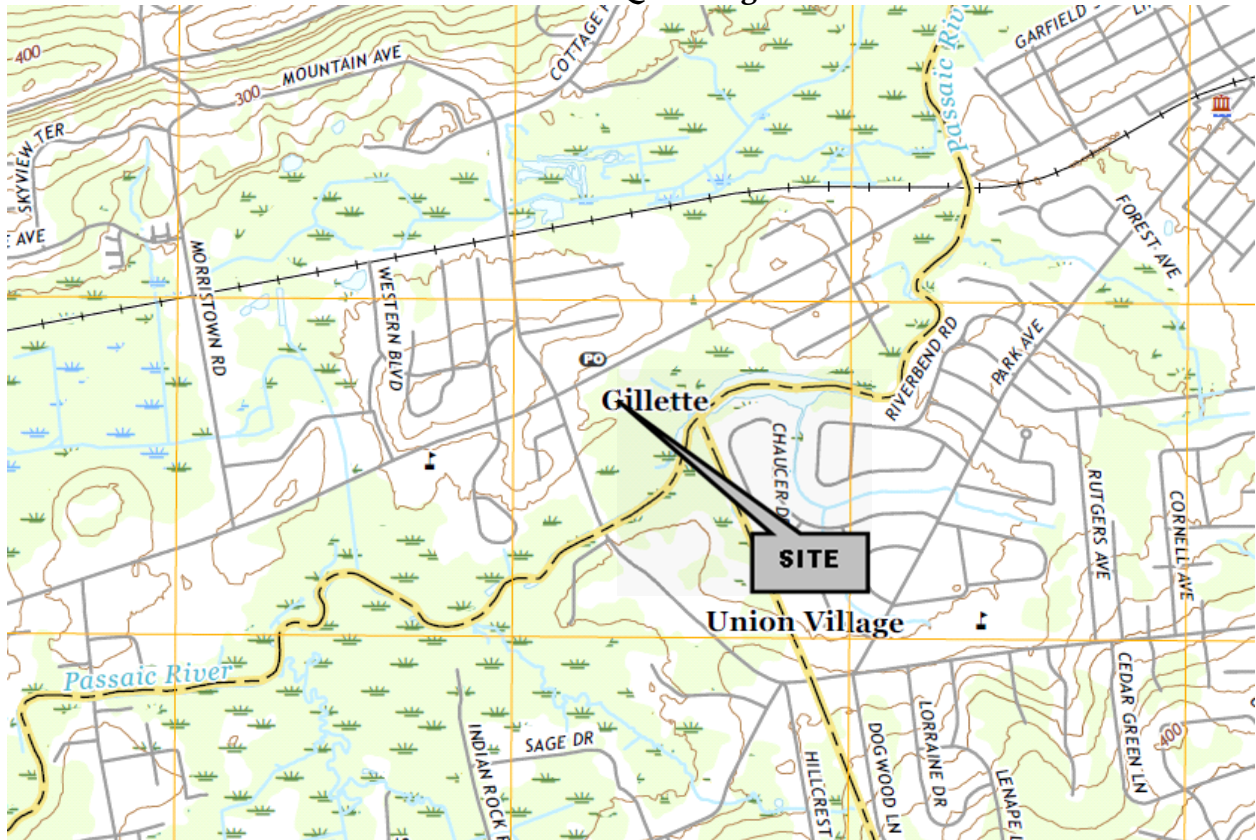 400
MOUNTAIN AVE
300
COTTAGE
GARFIELD
LN
Passaic Rive
SKYVIEW TER
E AVE
MORRISTOWN RD
WESTERN BLVD
FOREST AVE
PO
RIVERBEND RD
PARK AVE
Gillette
CHAUCER DR
SITE
RUTGERS AVE
CORNELL AVE
Union Village
Passaic River
INDIAN ROCK
SAGE DR
HILLCREST
DOGWOOD LN
LORRAINE DR
LENAPE L
CEDAR GREEN LN
400